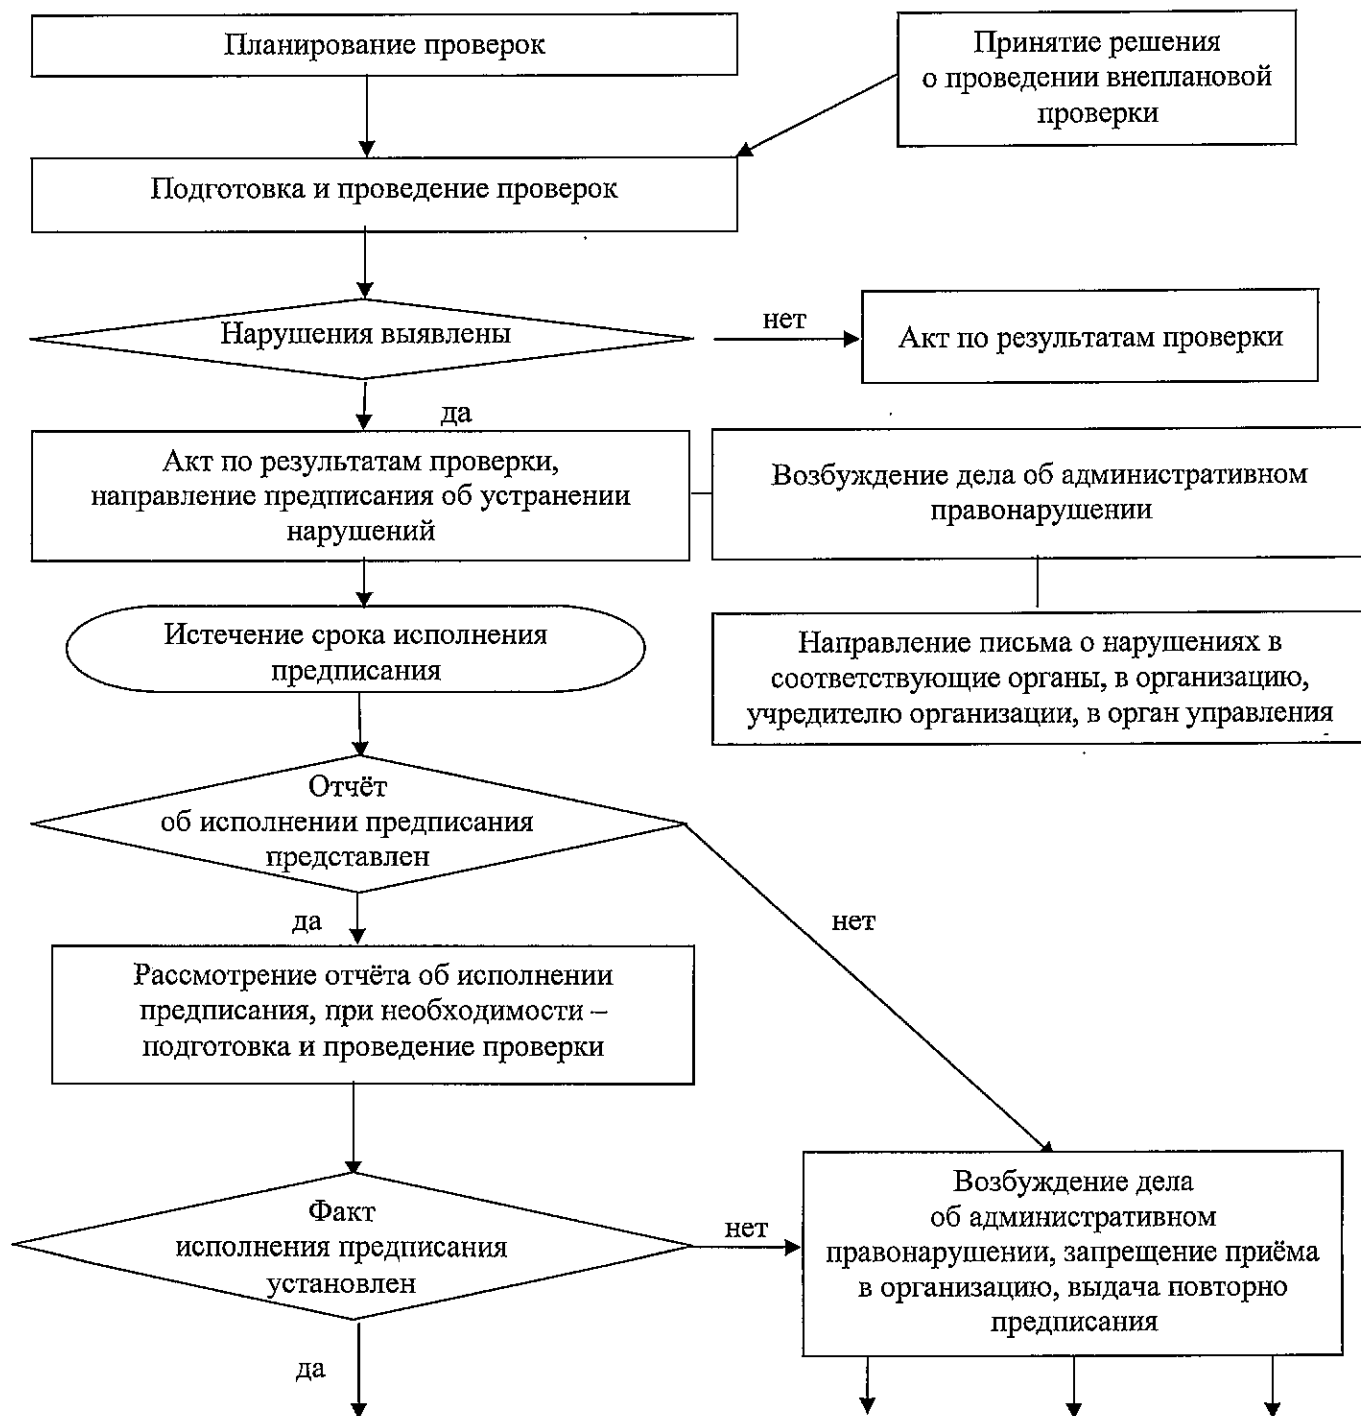 Планирование проверок
Принятие решения
о проведении внеплановой
проверки
Подготовка и проведение проверок
Нарушения выявлены
нет
Акт по результатам проверки
да
Акт по результатам проверки,
направление предписания об устранении
нарушений
Возбуждение дела об административном
правонарушении
Истечение срока исполнения
предписания
Направление письма о нарушениях в
соответствующие органы, в организацию,
учредителю организации, в орган управления
Отчёт
об исполнении предписания
представлен
да
нет
Рассмотрение отчёта об исполнении
предписания, при необходимости –
подготовка и проведение проверки
Факт
исполнения предписания
установлен
нет
Возбуждение дела
об административном
правонарушении, запрещение приёма
в организацию, выдача повторно
предписания
да